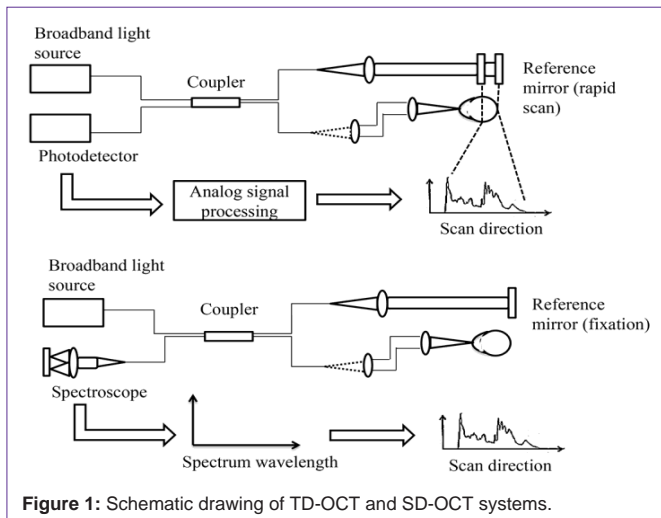 Broadband light
source
Coupler
Reference
mirror (rapid
scan)
Photodetector
Analog signal
processing
Scan direction
Broadband light
source
Coupler
Reference
mirror (fixation)
Spectroscope
Spectrum wavelength
Scan direction
Figure 1: Schematic drawing of TD-OCT and SD-OCT systems.